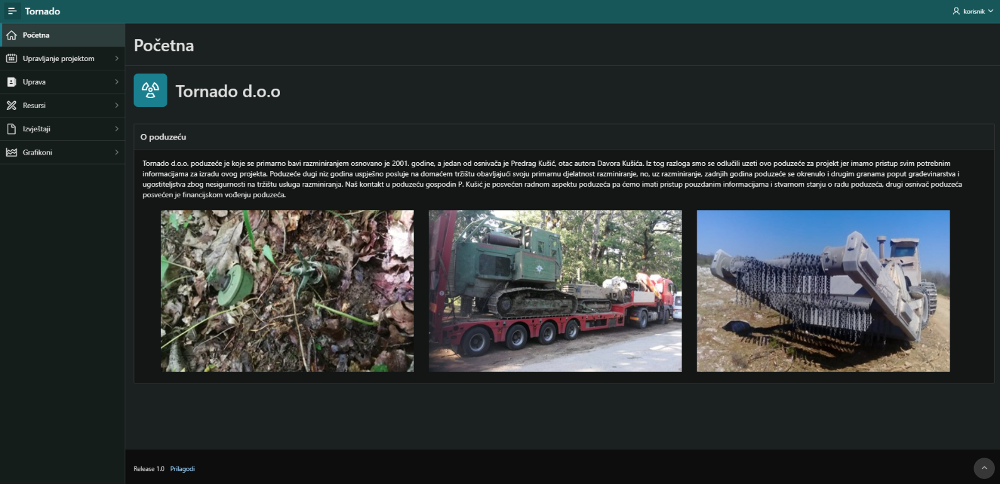 Tornado
korisnik
Početna
Upravljanje projektom
Uprava
Resursi
Izvještaji
Grafikoni
Početna
Tornado d.o.o
O poduzeću
Tornado d.o.o. poduzeće je koje se primarno bavi razminiranjem osnovano je 2001. godine, a jedan od osnivača je Predrag Kušić, otac autora Davora Kušića. Iz tog razloga smo se odlučili uzeti ovo poduzeće za projekt jer imamo pristup svim potrebnim
informacijama za izradu ovog projekta. Poduzeće dugi niz godina uspješno posluje na domaćem tržištu obavljajući svoju primarnu djelatnost razminiranje, no, uz razminiranje, zadnjih godina poduzeće se okrenulo i drugim granama poput građevinarstva i
ugostiteljstva zbog nesigurnosti na tržištu usluga razminiranja. Naš kontakt u poduzeću gospodin P. Kušić je posvećen radnom aspektu poduzeća pa ćemo imati pristup pouzdanim informacijama i stvarnom stanju o radu poduzeća, drugi osnivač poduzeća
posvećen je financijskom vođenju poduzeća.
Release 1.0 Prilagodi